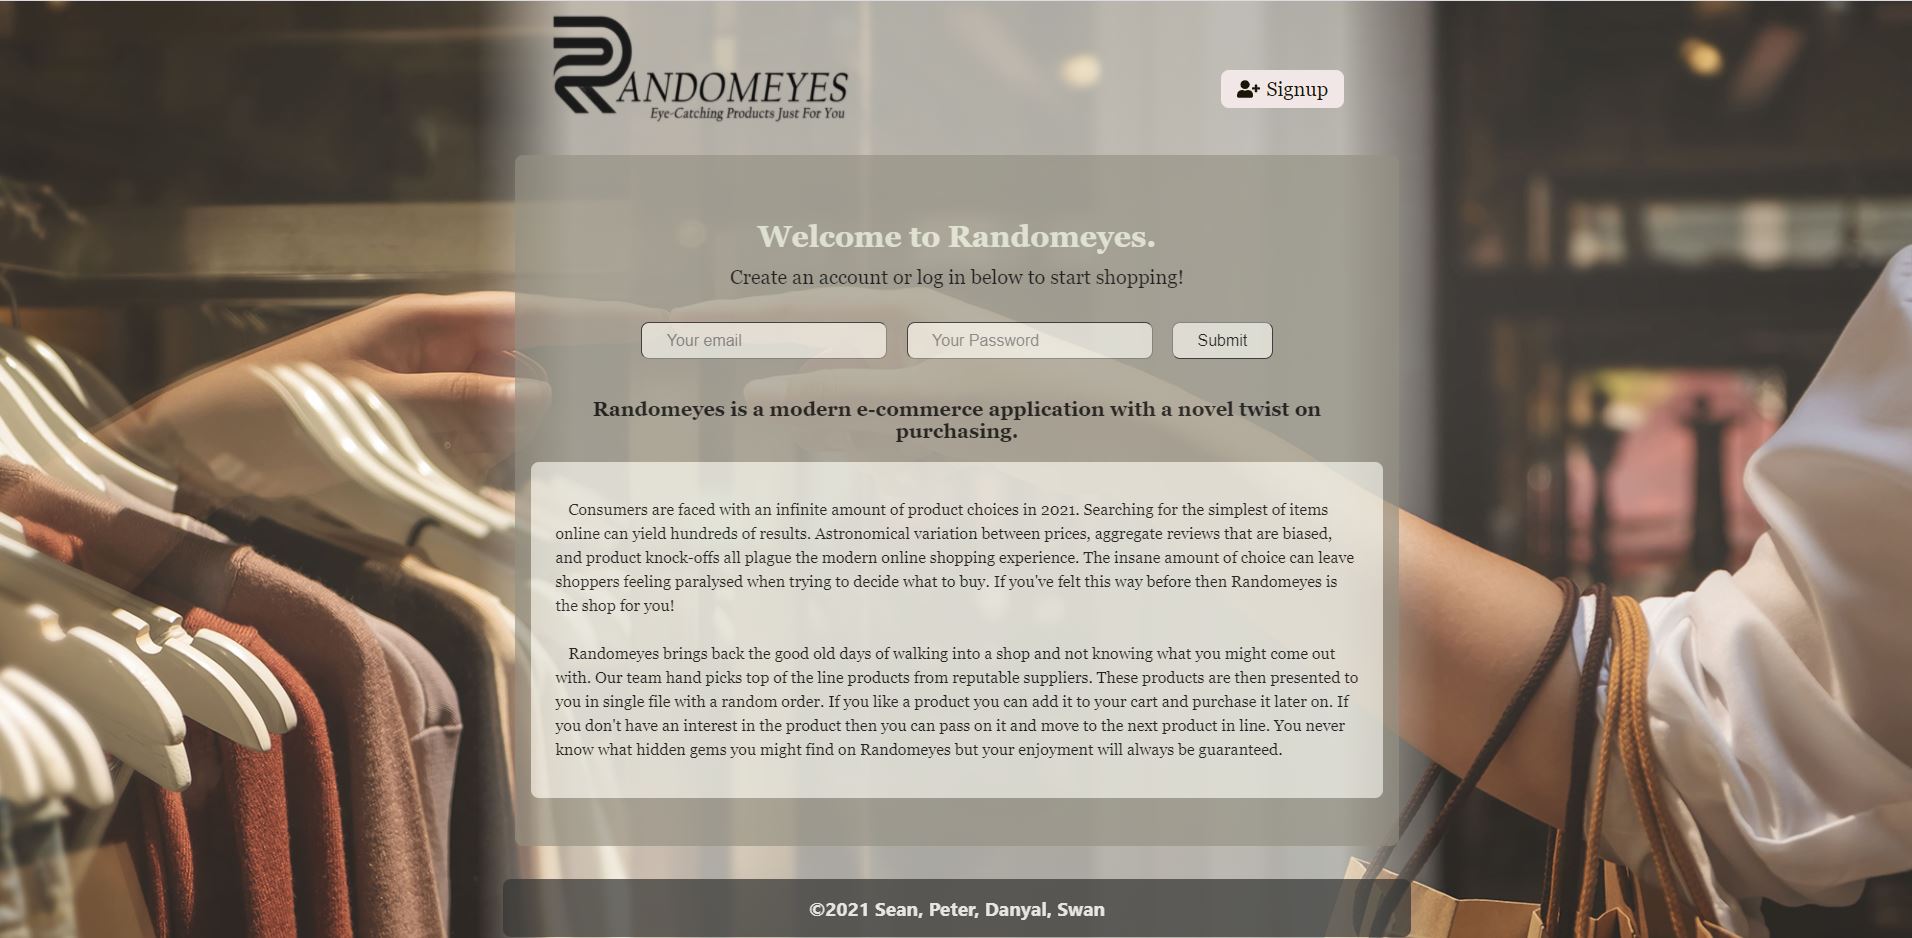 RANDOMEYES
Eye-Catching Products Just For You
Signup
Welcome to Randomeyes.
Create an account or log in below to start shopping!
Your email
Your Password
Submit
Randomeyes is a modern e-commerce application with a novel twist on
purchasing.
Consumers are faced with an infinite amount of product choices in 2021. Searching for the simplest of items
online can yield hundreds of results. Astronomical variation between prices, aggregate reviews that are biased,
and product knock-offs all plague the modern online shopping experience. The insane amount of choice can leave
shoppers feeling paralysed when trying to decide what to buy. If you've felt this way before then Randomeyes is
the shop for you!
Randomeyes brings back the good old days of walking into a shop and not knowing what you might come out
with. Our team hand picks top of the line products from reputable suppliers. These products are then presented to
you in single file with a random order. If you like a product you can add it to your cart and purchase it later on. If
you don't have an interest in the product then you can pass on it and move to the next product in line. You never
know what hidden gems you might find on Randomeyes but your enjoyment will always be guaranteed.
©2021 Sean, Peter, Danyal, Swan